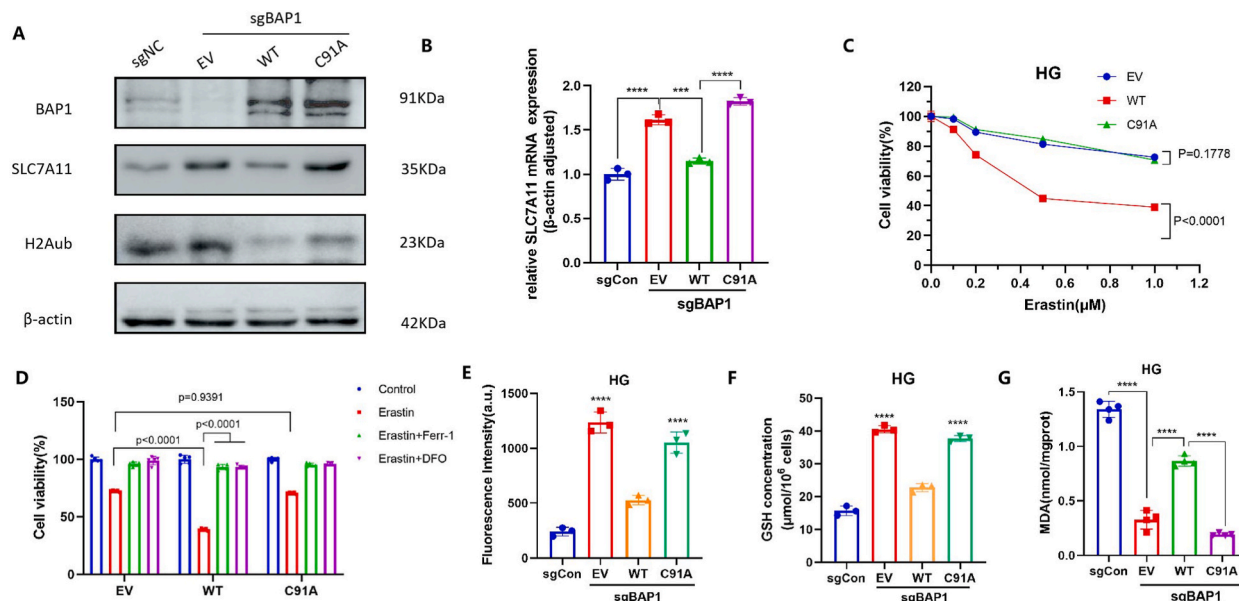 A
sgBAP1
sgNC
EV
WT
C91A
BAP1
91KDa
SLC7A11
35KDa
H2Aub
23KDa
β-actin
42KDa
B
relative SLC7A11 mRNA expression
(β-actin adjusted)
2.0
1.5
1.0
0.5
0.0
****
***
****
sgCon
EV
WT
C91A
sgBAP1
C
HG
EV
WT
C91A
Cell viability(%)
120
100
80
60
40
20
0
20
40
60
80
0.0
0.2
0.4
0.6
0.8
1.0
Erastin(μM)
P=0.1778
P<0.0001
D
Control
Erastin
Erastin+Ferr-1
Erastin+DFO
p=0.9391
p<0.0001
p<0.0001
Cell viability(%)
100
50
0
EV
WT
C91A
E
HG
Fluorescence Intensity(a.u.)
1500
1000
500
0
****
****
sgCon
EV
WT
C91A
sgBAP1
F
HG
GSH concentration
(μmol/10⁶ cells)
50
40
30
20
10
0
****
****
sgCon
EV
WT
C91A
sgBAP1
G
HG
MDA(nmol/mgprot)
1.5
1.0
0.5
0.0
****
****
****
sgCon
EV
WT
C91A
sgBAP1